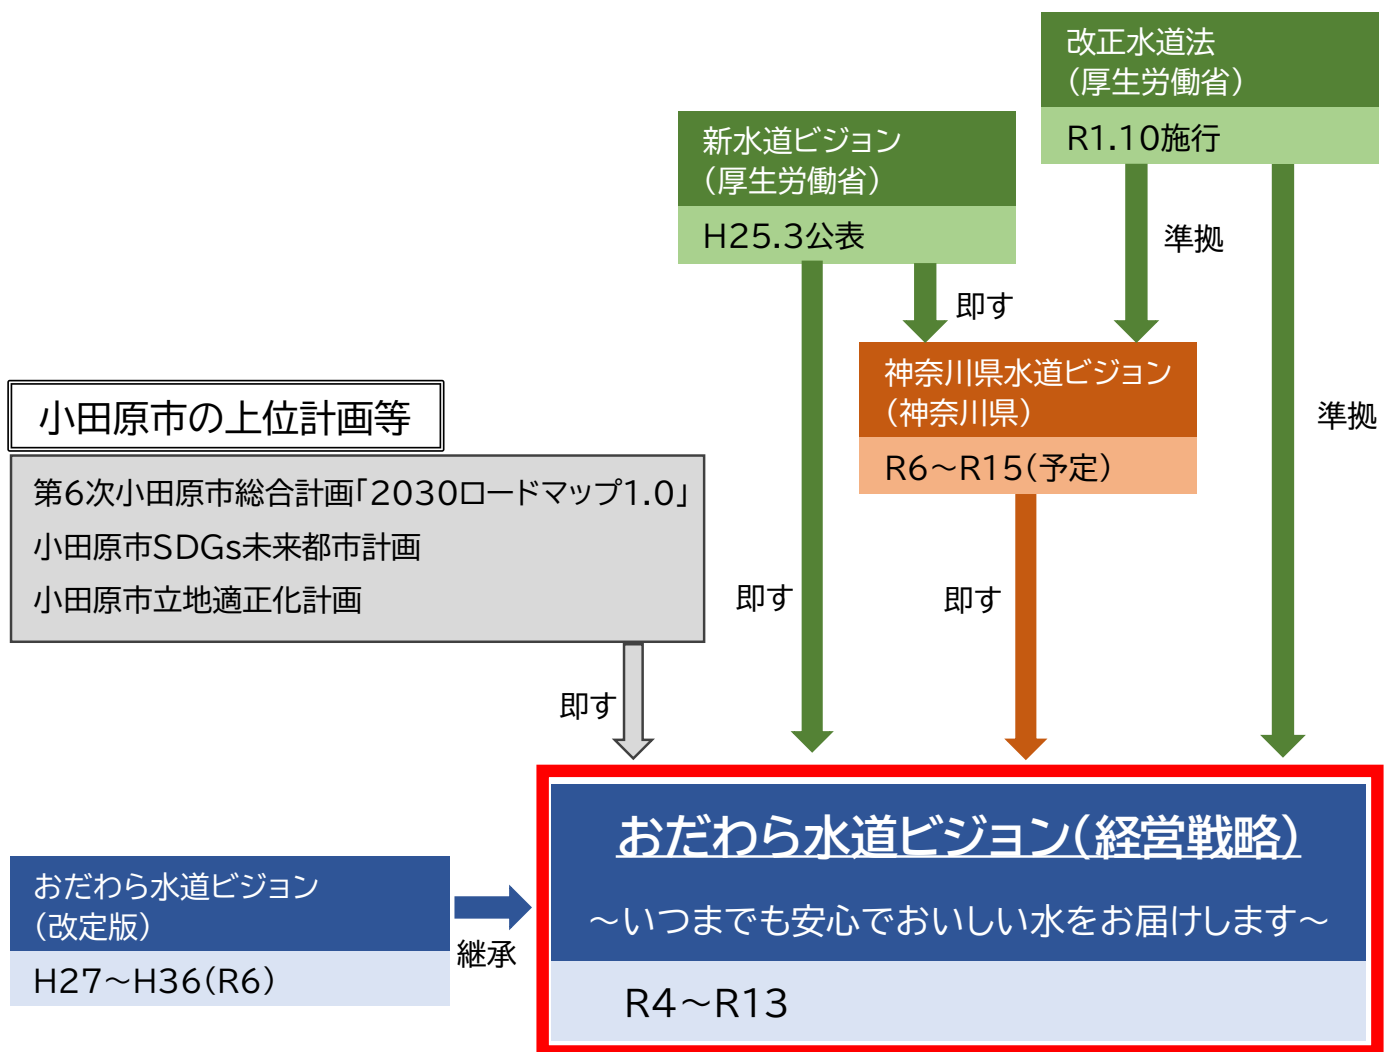 改正水道法
（厚生労働省）
R1.10施行
新水道ビジョン
（厚生労働省）
H25.3公表
準拠
即す
神奈川県水道ビジョン
（神奈川県）
R6～R15（予定）
準拠
小田原市の上位計画等
第6次小田原市総合計画「2030ロードマップ1.0」
小田原市SDGs未来都市計画
小田原市立地適正化計画
即す
即す
即す
おだわら水道ビジョン（経営戦略）
～いつまでも安心でおいしい水をお届けします～
R4～R13
おだわら水道ビジョン
（改定版）
H27～H36（R6）
継承